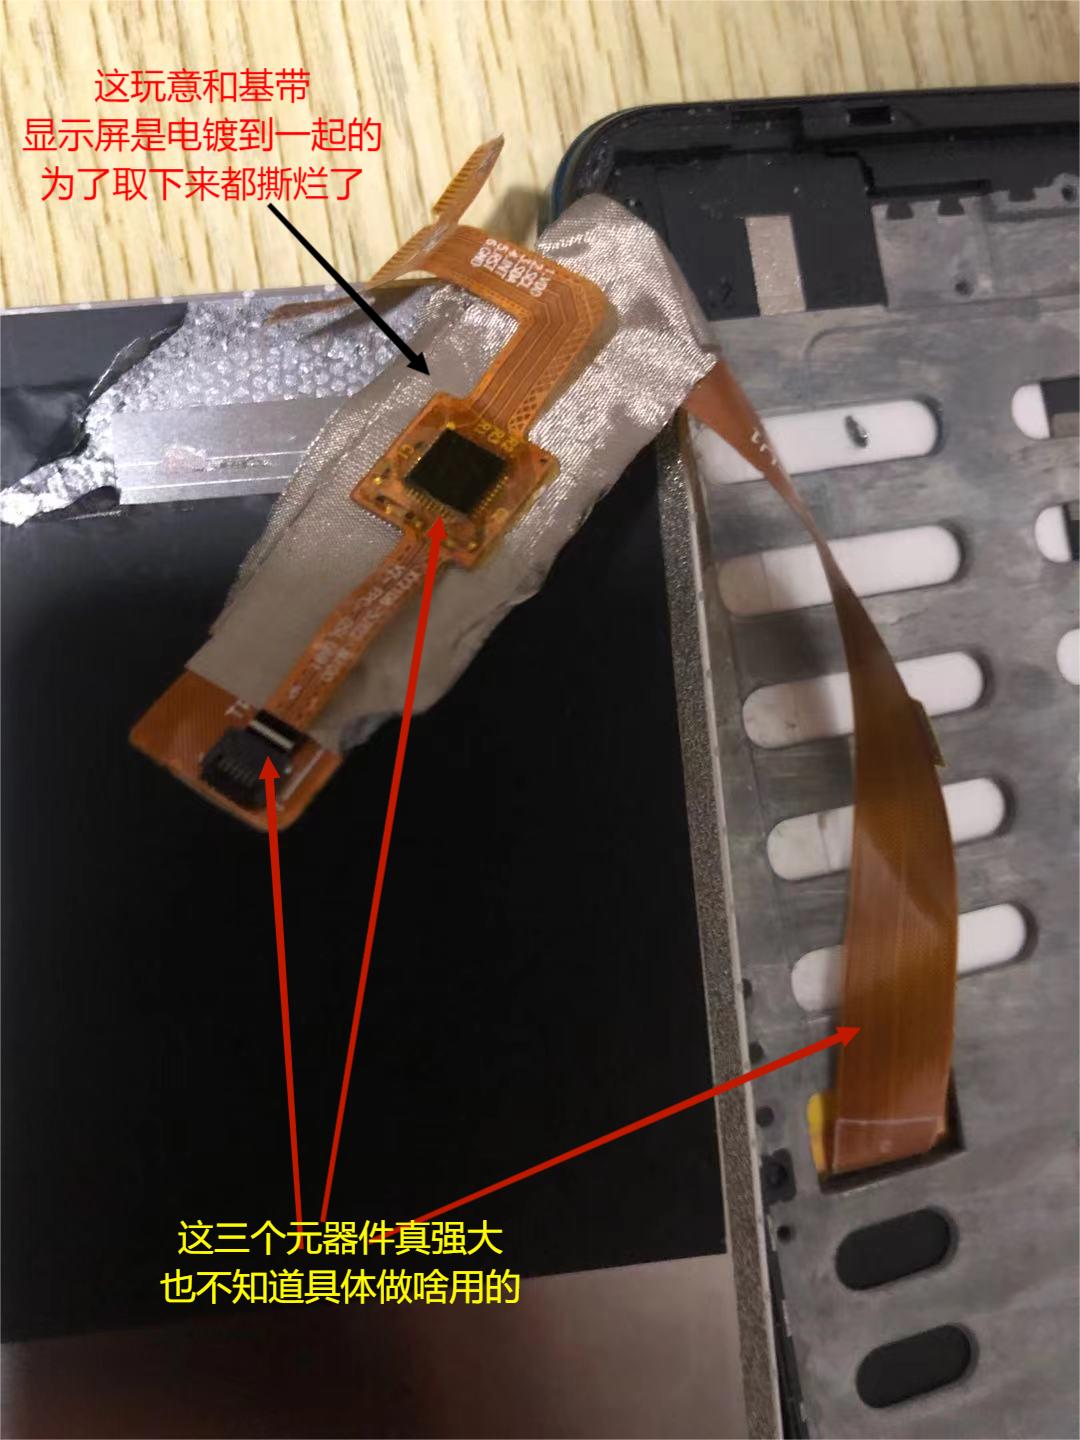 这玩意和基带
显示屏是电镀到一起的
为了取下来都撕烂了
这三个元器件真强大
也不知道具体做啥用的